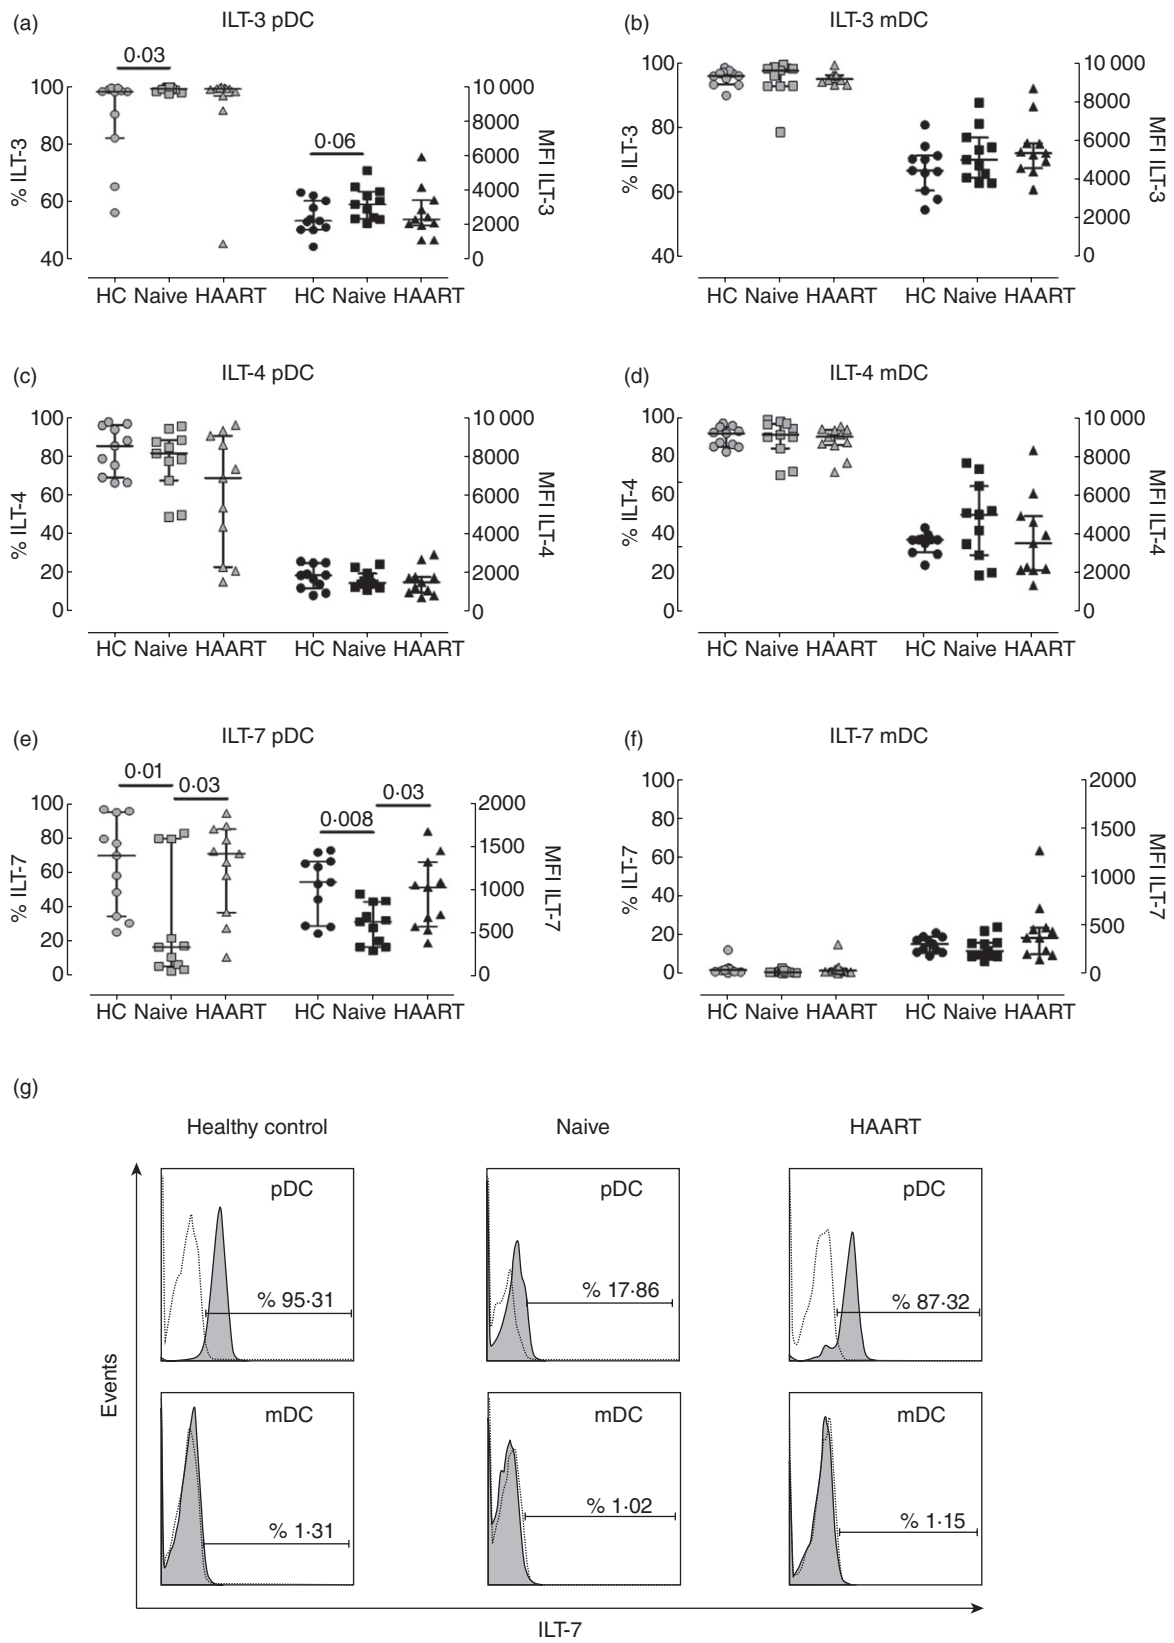 (a) ILT-3 pDC
0·03
100
80
60
40
% ILT-3
0·06
10 000
8000
6000
4000
2000
0
MFI ILT-3
HC Naive HAART HC Naive HAART
(b) ILT-3 mDC
100
80
60
40
% ILT-3
10 000
8000
6000
4000
2000
0
MFI ILT-3
HC Naive HAART HC Naive HAART
(c) ILT-4 pDC
100
80
60
40
20
0
% ILT-4
10 000
8000
6000
4000
2000
0
MFI ILT-4
HC Naive HAART HC Naive HAART
(d) ILT-4 mDC
100
80
60
40
20
0
% ILT-4
10 000
8000
6000
4000
2000
0
MFI ILT-4
HC Naive HAART HC Naive HAART
(e) ILT-7 pDC
0·01
0·03
100
80
60
40
20
0
% ILT-7
0·008
0·03
2000
1500
1000
500
0
MFI ILT-7
HC Naive HAART HC Naive HAART
(f) ILT-7 mDC
100
80
60
40
20
0
% ILT-7
2000
1500
1000
500
0
MFI ILT-7
HC Naive HAART HC Naive HAART
(g)
Healthy control Naive HAART
pDC pDC pDC
% 95·31 % 17·86 % 87·32
mDC mDC mDC
% 1·31 % 1·02 % 1·15
Events
ILT-7